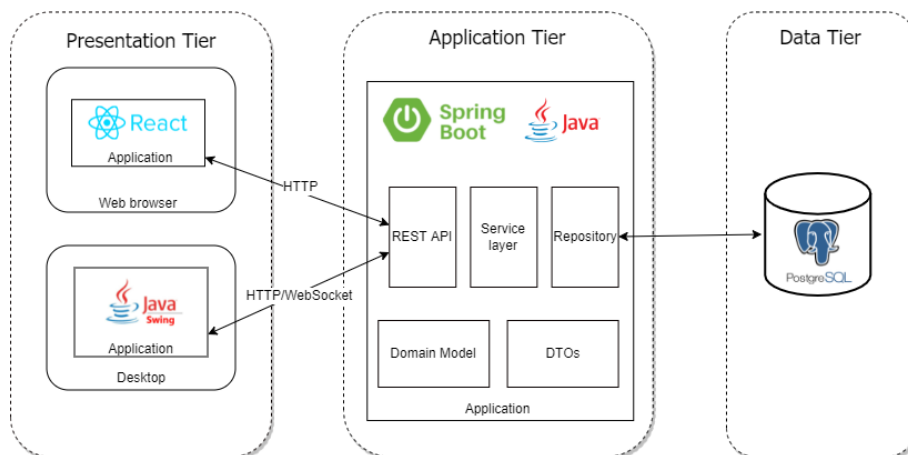 Presentation Tier
React
Application
Web browser
HTTP
HTTP/WebSocket
Java
Swing
Application
Desktop
Application Tier
Spring
Boot
Java
REST API
Service
layer
Repository
Domain Model
DTOs
Application
Data Tier
PostgreSQL